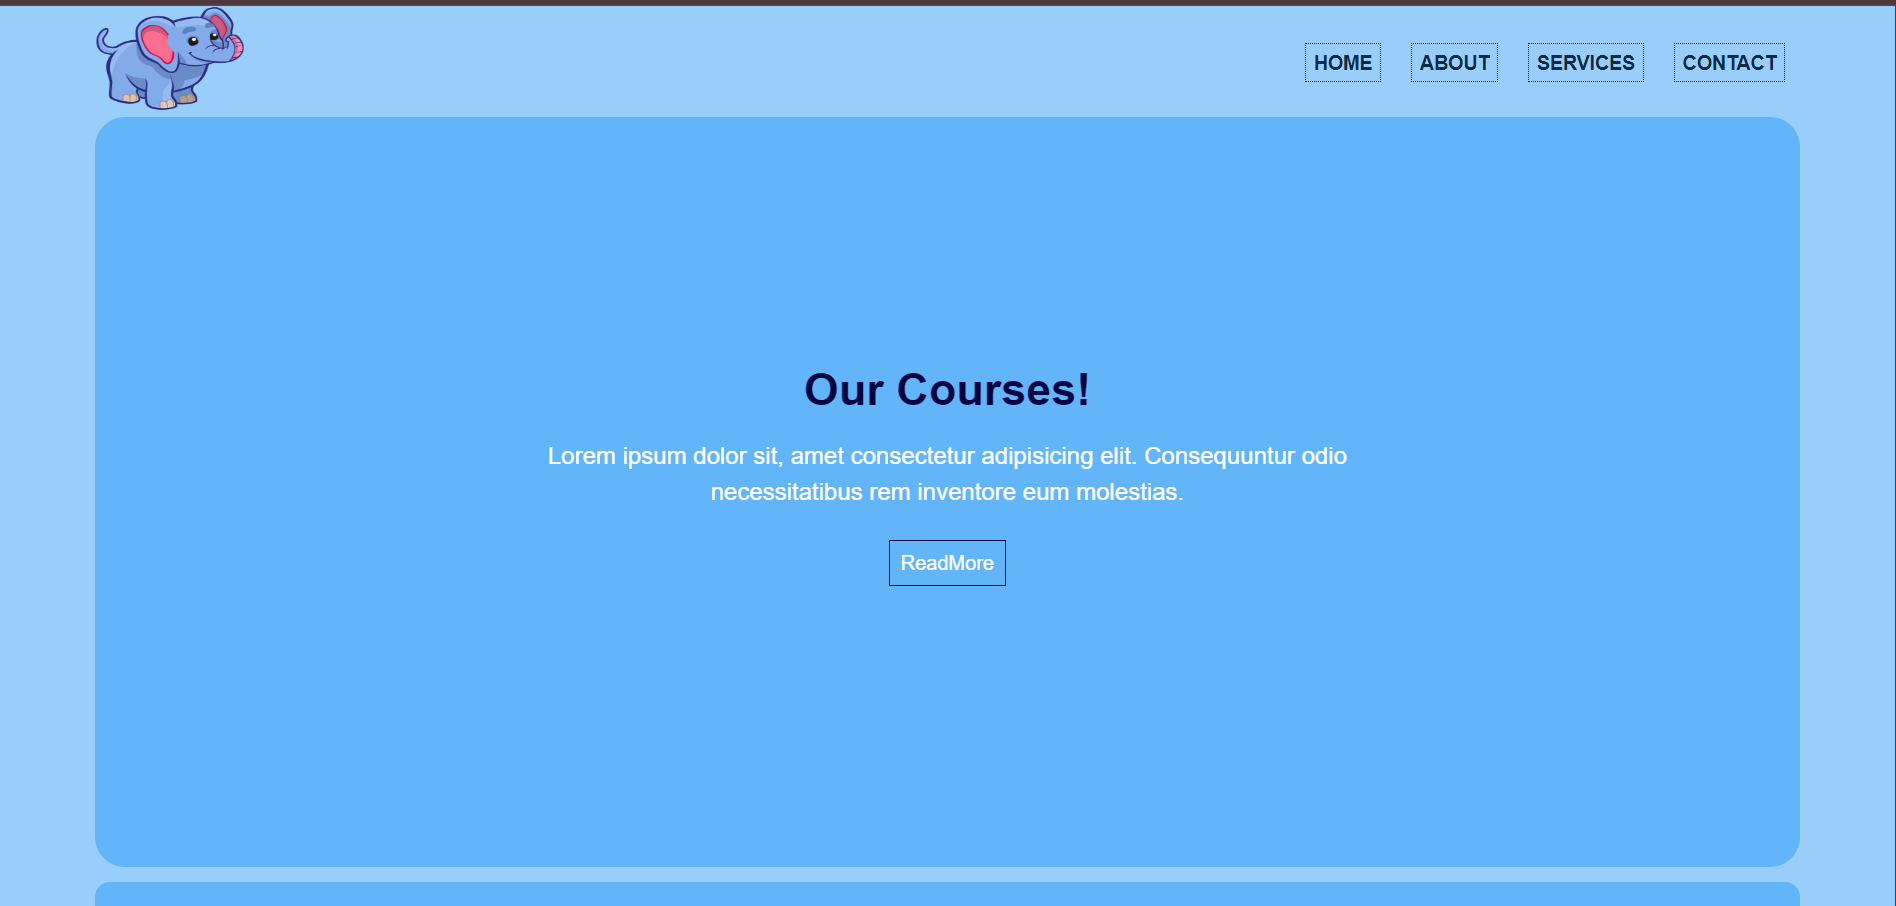 HOME ABOUT SERVICES CONTACT
Our Courses!
Lorem ipsum dolor sit, amet consectetur adipisicing elit. Consequuntur odio
necessitatibus rem inventore eum molestias.
ReadMore